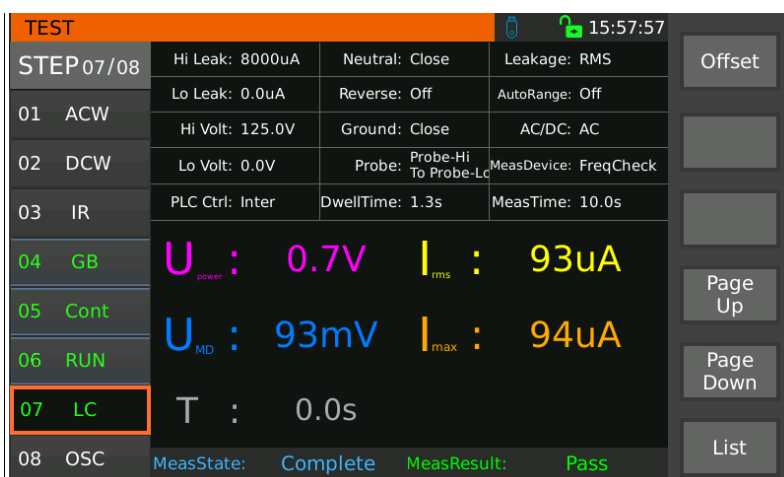 TEST
15:57:57
STEP 07/08
Hi Leak: 8000uA Neutral: Close Leakage: RMS
Lo Leak: 0.0uA Reverse: Off AutoRange: Off
Hi Volt: 125.0V Ground: Close AC/DC: AC
Lo Volt: 0.0V Probe: Probe-Hi
To Probe-Lo MeasDevice: FreqCheck
PLC Ctrl: Inter DwellTime: 1.3s MeasTime: 10.0s
01 ACW
02 DCW
03 IR
04 GB
05 Cont
06 RUN
07 LC
08 OSC
Upower : 0.7V Irms : 93uA
UMD : 93mV Imax : 94uA
T : 0.0s
MeasState: Complete MeasResult: Pass
Offset
Page
Up
Page
Down
List